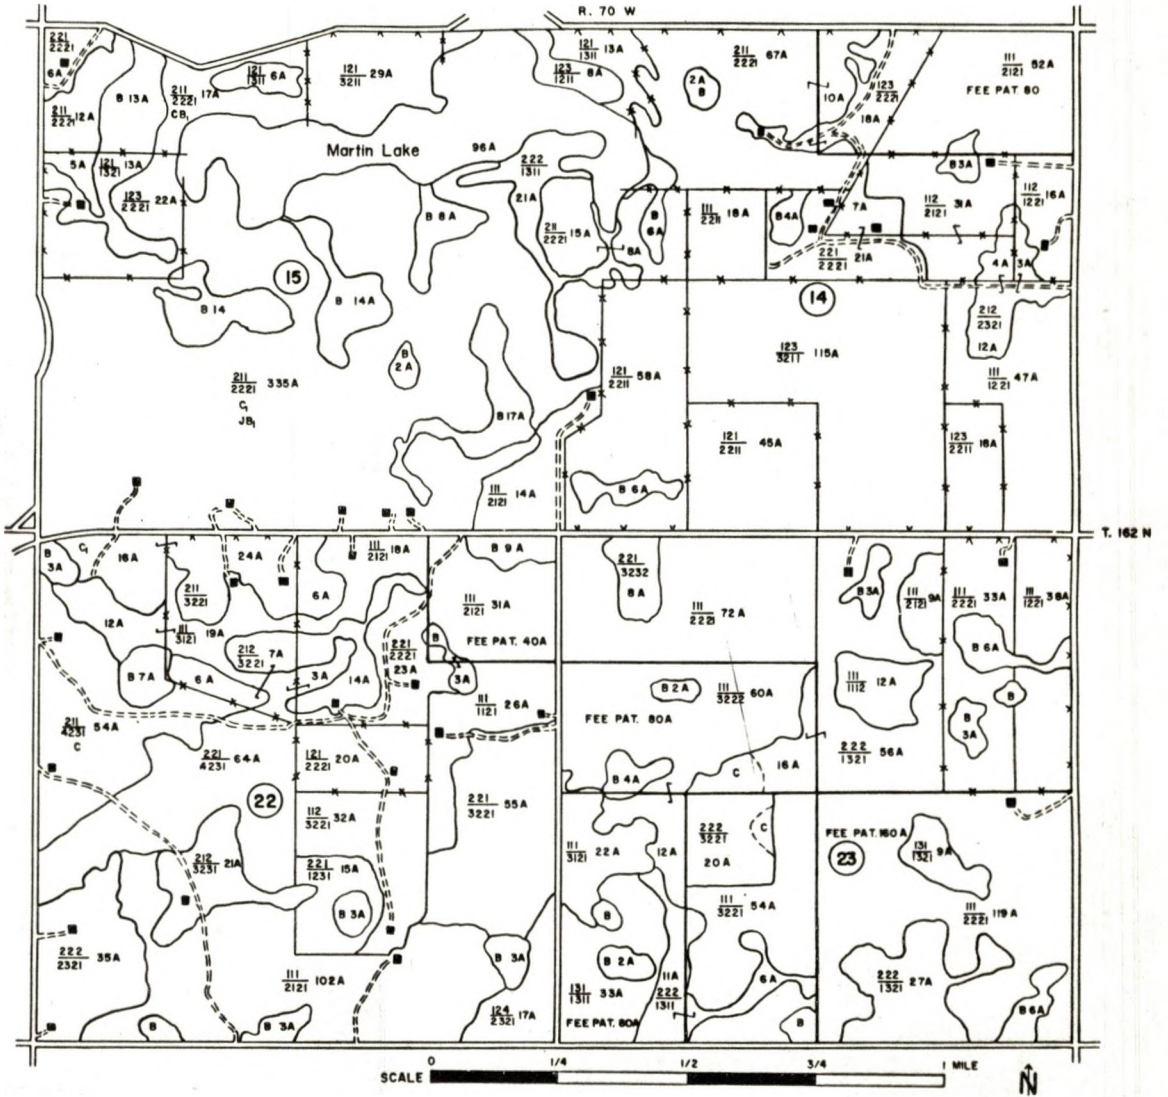 R. 70 W
221
2221
6A
211
2221 12A
B 13A
211
2221 17A
CB₁
121
1311 6A
121
3211 29A
121
1311 13A
123
1211 8A
211
2221 67A
2A
B
10A
123
2221
18A
111
2121 52A
FEE PAT. 80
5A
121
1321 13A
123
2221 22A
Martin Lake
96A
222
1311
21A
B 8A
211
2221 15A
B
6A
8A
111
2211 18A
B4A
7A
221
2221 21A
B3A
112
2121 31A
112
1221 16A
4A
3A
15
14
B 14
B 14A
B
2A
211
2221 335A
C₁
JB₁
B17A
111
2121 14A
121
2211 58A
B 6A
123
3211 115A
121
2211 45A
212
2321
12A
111
1221 47A
123
2211 18A
T. 162 N
B
3A
C₁
16A
24A
111
2121 18A
B 9A
211
3221
6A
12A
111
3121 19A
212
3221 7A
B 7A
6A
3A
14A
221
2221
23A
111
2121 31A
FEE PAT. 40A
B
3A
111
1121 26A
221
3232
8A
111
2221 72A
B3A
111
2121 9A
111
2221 33A
111
1221 38A
B 6A
B 2A
111
3222 60A
FEE PAT. 80A
111
1112 12A
B
B
3A
211
4231 54A
C
221
4231 64A
121
2221 20A
22
112
3221 32A
221
3221 55A
B 4A
C
16A
222
1321 56A
212
3231 21A
221
1231 15A
B 3A
111
3121 22A
12A
222
3221
20A
C
FEE PAT. 160A
23
131
1321 9A
111
3221 54A
111
2221 119A
222
2321 35A
111
2121 102A
B
B 3A
B 3A
124
2321 17A
B
B 2A
131
1311 33A
FEE PAT. 80A
11A
222
1311
6A
B
222
1321 27A
B 6A
SCALE
0 1/4 1/2 3/4 1 MILE
N